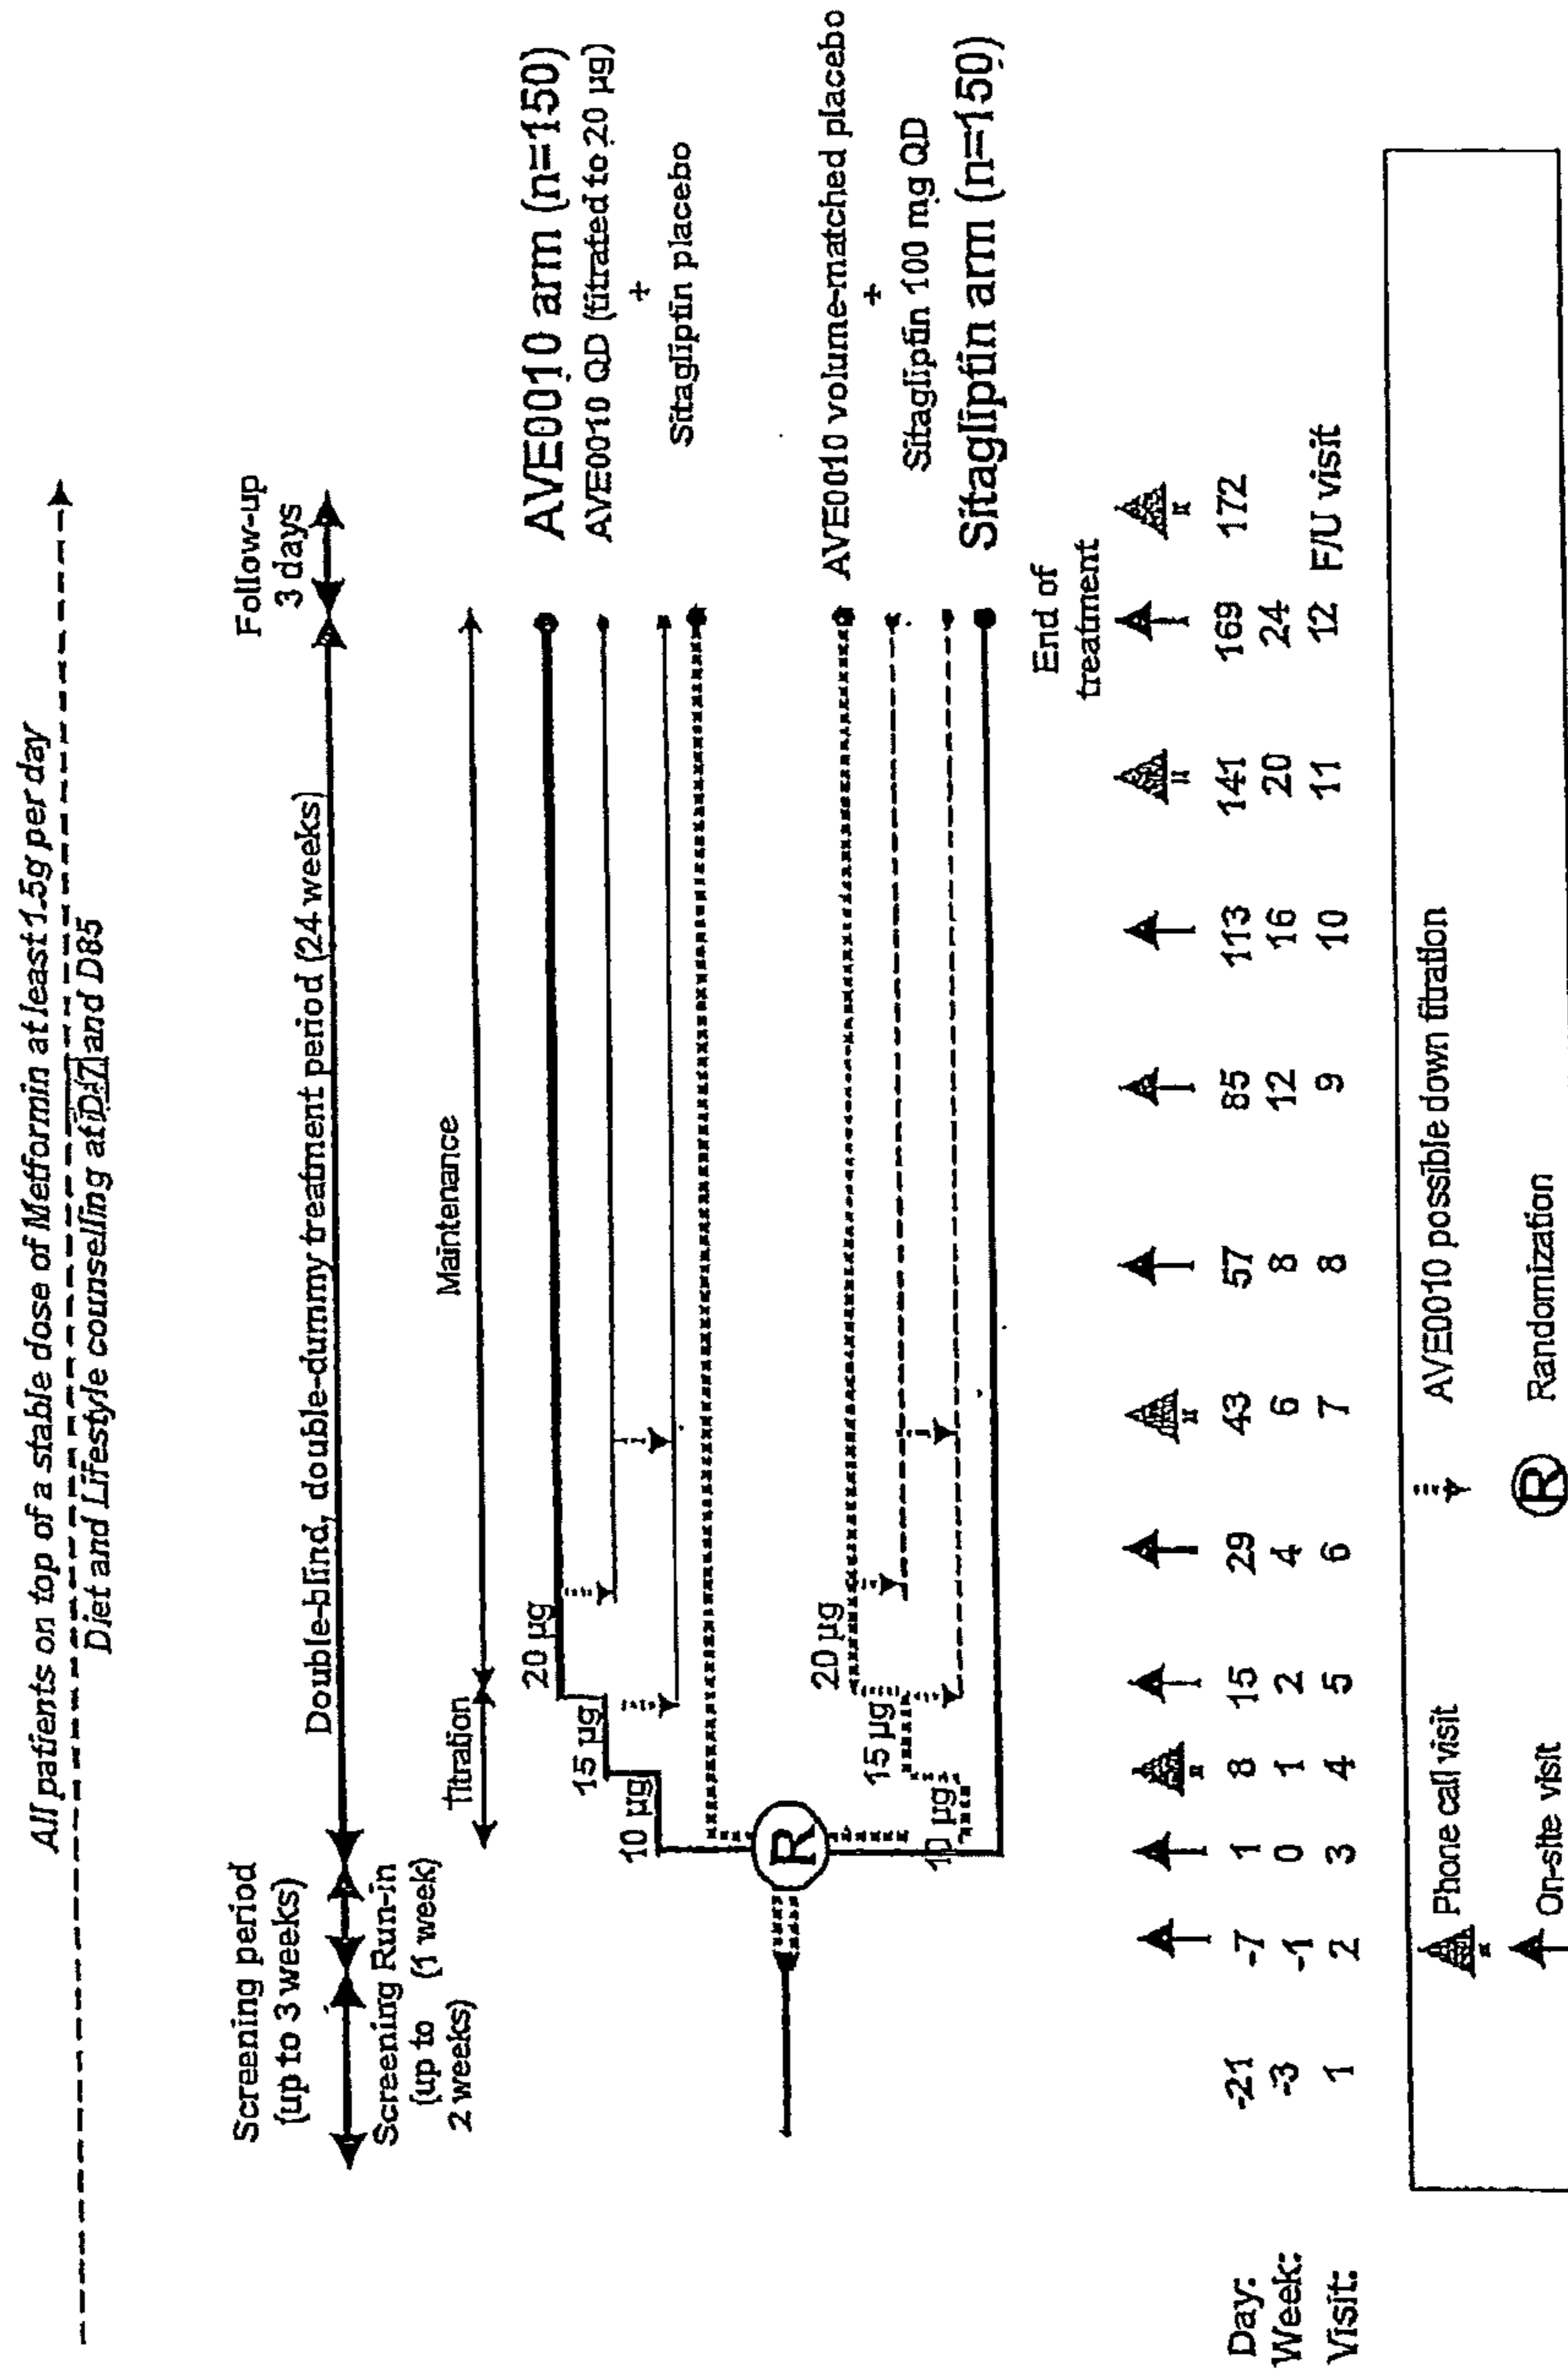 All patients on top of a stable dose of Metformin at least 1.5g per day
Diet and Lifestyle counselling at D-7 and D85
Screening period
(up to 3 weeks)
Double-blind, double-dummy treatment period (24 weeks)
Follow-up
3 days
Screening Run-in
(up to (1 week)
2 weeks)
Titration
Maintenance
10 µg
15 µg
20 µg
AVE0010 arm (n=150)
AVE0010 QD (titrated to 20 µg)
+
Sitagliptin placebo
R
10 µg
15 µg
20 µg
AVE0010 volume-matched placebo
+
Sitagliptin 100 mg QD
Sitagliptin arm (n=150)
End of
treatment
Day: -21 -7 1 8 15 29 43 57 85 113 141 169 172
Week: -3 -1 0 1 2 4 6 8 12 16 20 24
Visit: 1 2 3 4 5 6 7 8 9 10 11 12 F/U visit
Phone call visit
AVE0010 possible down titration
On-site visit
R Randomization